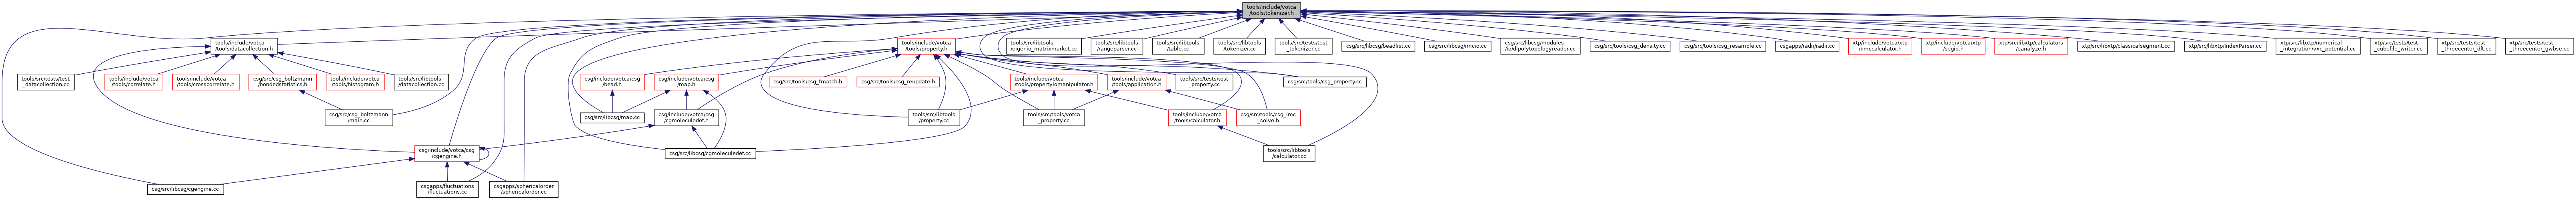 tools/include/votca
/tools/tokenizer.h
tools/include/votca
/tools/datacollection.h
tools/include/votca
/tools/property.h
tools/src/libtools
/eigenio_matrixmarket.cc
tools/src/libtools
/rangeparser.cc
tools/src/libtools
/table.cc
tools/src/libtools
/tokenizer.cc
tools/src/tests/test
_tokenizer.cc
csg/src/libcsg/beadlist.cc
csg/src/libcsg/imcio.cc
csg/src/libcsg/modules
/io/dlpolytopologyreader.cc
csg/src/tools/csg_density.cc
csg/src/tools/csg_resample.cc
csgapps/radii/radii.cc
xtp/include/votca/xtp
/kmccalculator.h
xtp/include/votca/xtp
/segid.h
xtp/src/libxtp/calculators
/eanalyze.h
xtp/src/libxtp/classicalsegment.cc
xtp/src/libxtp/IndexParser.cc
xtp/src/libxtp/numerical
_integration/vxc_potential.cc
xtp/src/tests/test
_cubefile_writer.cc
xtp/src/tests/test
_threecenter_dft.cc
xtp/src/tests/test
_threecenter_gwbse.cc
tools/src/tests/test
_datacollection.cc
tools/include/votca
/tools/correlate.h
tools/include/votca
/tools/crosscorrelate.h
csg/src/csg_boltzmann
/bondedstatistics.h
tools/include/votca
/tools/histogram.h
tools/src/libtools
/datacollection.cc
csg/include/votca/csg
/bead.h
csg/include/votca/csg
/map.h
csg/src/tools/csg_fmatch.h
csg/src/tools/csg_reupdate.h
tools/include/votca
/tools/propertyiomanipulator.h
tools/include/votca
/tools/application.h
tools/src/tests/test
_property.cc
csg/src/tools/csg_property.cc
csg/src/csg_boltzmann
/main.cc
csg/src/libcsg/map.cc
csg/include/votca/csg
/cgmoleculedef.h
tools/src/libtools
/property.cc
tools/src/tools/votca
_property.cc
tools/include/votca
/tools/calculator.h
csg/src/tools/csg_imc
_solve.h
csg/include/votca/csg
/cgengine.h
csg/src/libcsg/cgmoleculedef.cc
tools/src/libtools
/calculator.cc
csg/src/libcsg/cgengine.cc
csgapps/fluctuations
/fluctuations.cc
csgapps/sphericalorder
/sphericalorder.cc